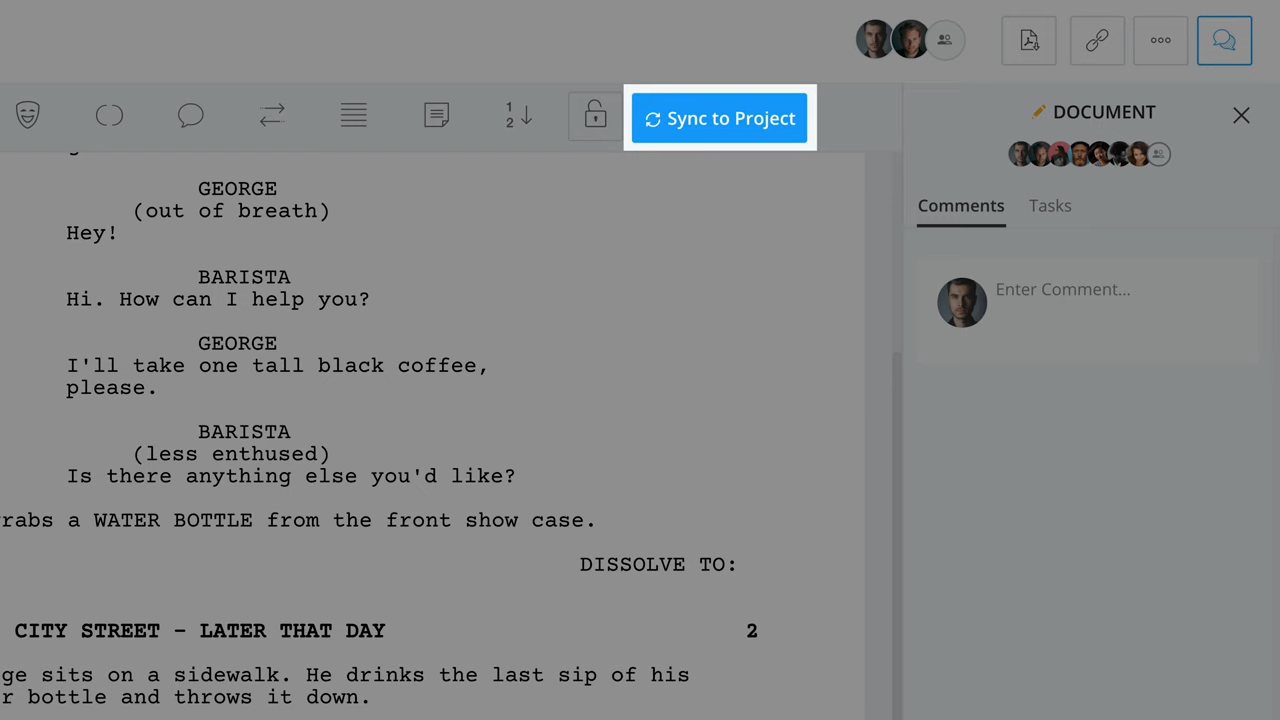 1
2
Sync to Project
DOCUMENT
Comments Tasks
Enter Comment...
GEORGE
(out of breath)
Hey!
BARISTA
Hi. How can I help you?
GEORGE
I'll take one tall black coffee,
please.
BARISTA
(less enthused)
Is there anything else you'd like?
rabs a WATER BOTTLE from the front show case.
DISSOLVE TO:
CITY STREET – LATER THAT DAY 2
ge sits on a sidewalk. He drinks the last sip of his
r bottle and throws it down.